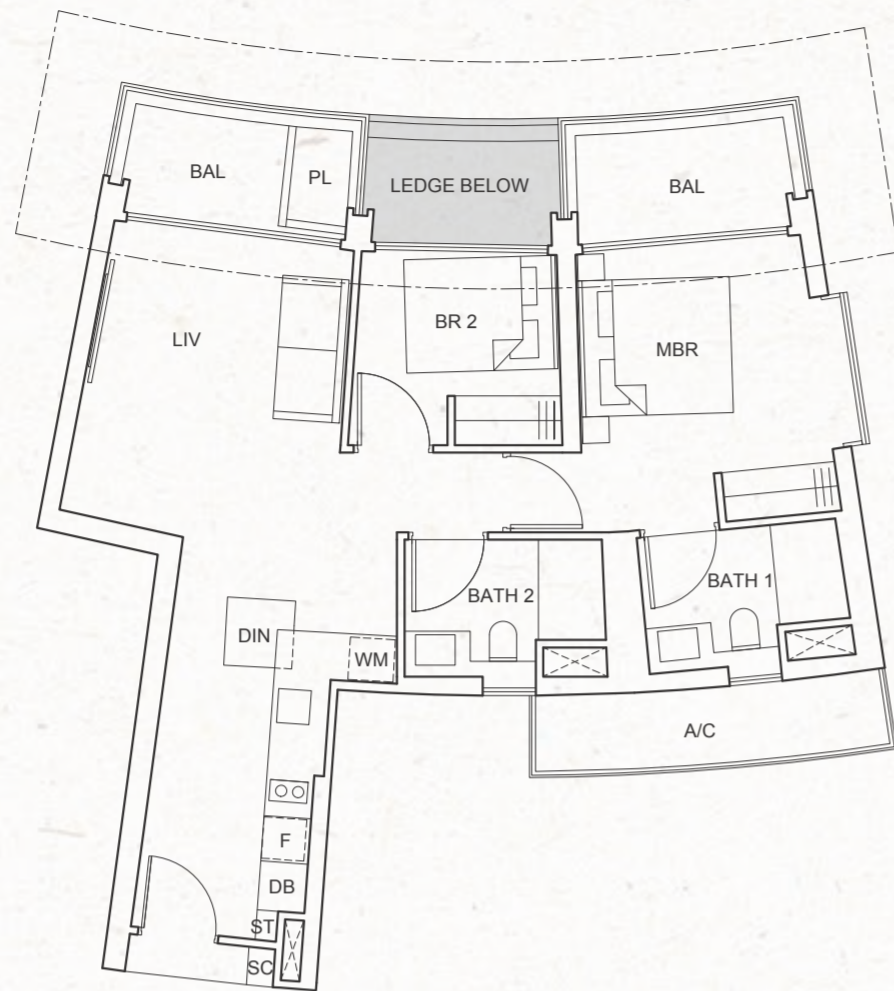 BAL
PL
LEDGE BELOW
BAL
LIV
BR 2
MBR
BATH 2
BATH 1
DIN
WM
A/C
F
DB
ST
SC